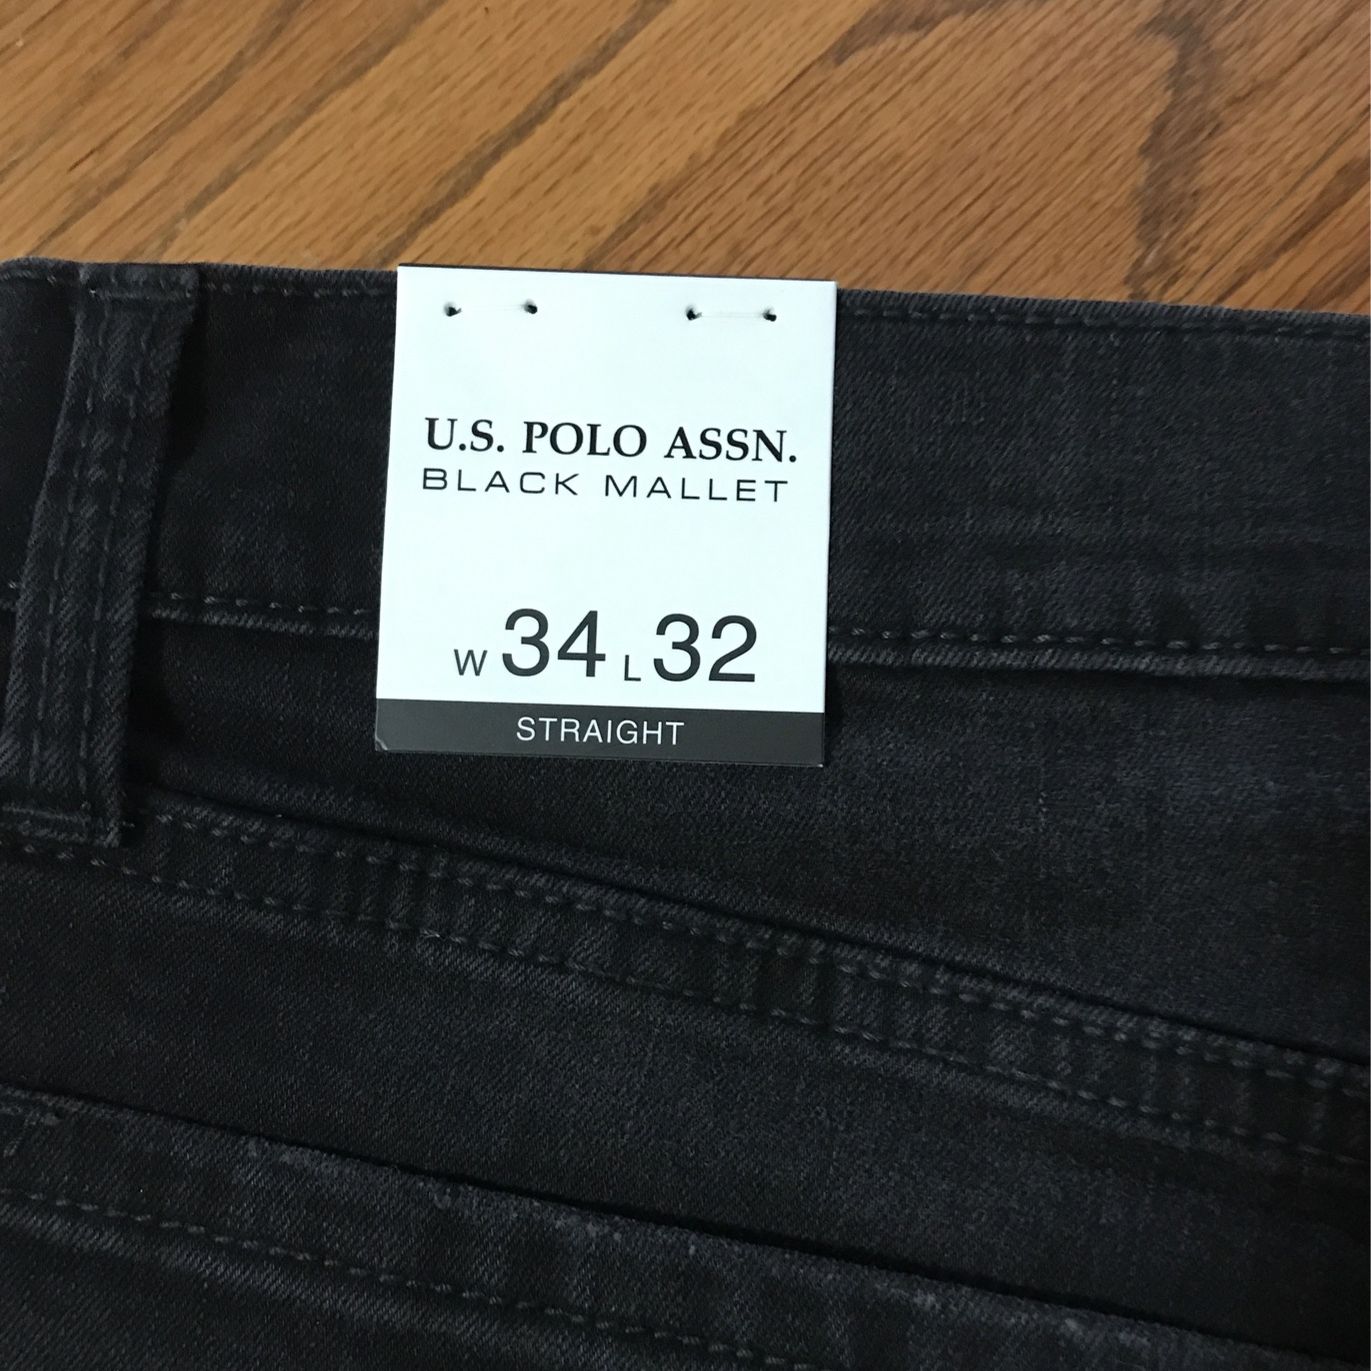 U.S. POLO ASSN.
BLACK MALLET
W 34 L 32
STRAIGHT